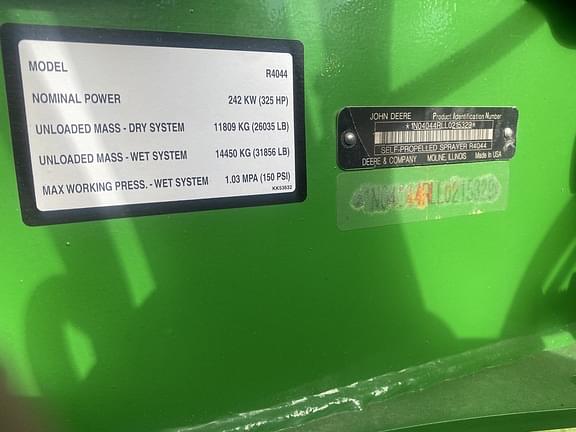 MODEL R4044
NOMINAL POWER 242 KW (325 HP)
UNLOADED MASS - DRY SYSTEM 11809 KG (26035 LB)
UNLOADED MASS - WET SYSTEM 14450 KG (31856 LB)
MAX WORKING PRESS. - WET SYSTEM 1.03 MPA (150 PSI)
KK53632
JOHN DEERE Product Identification Number
*1N04044RLL0215329*
SELF-PROPELLED SPRAYER R4044
DEERE & COMPANY MOLINE, ILLINOIS Made in USA
1N04044RLL0215329